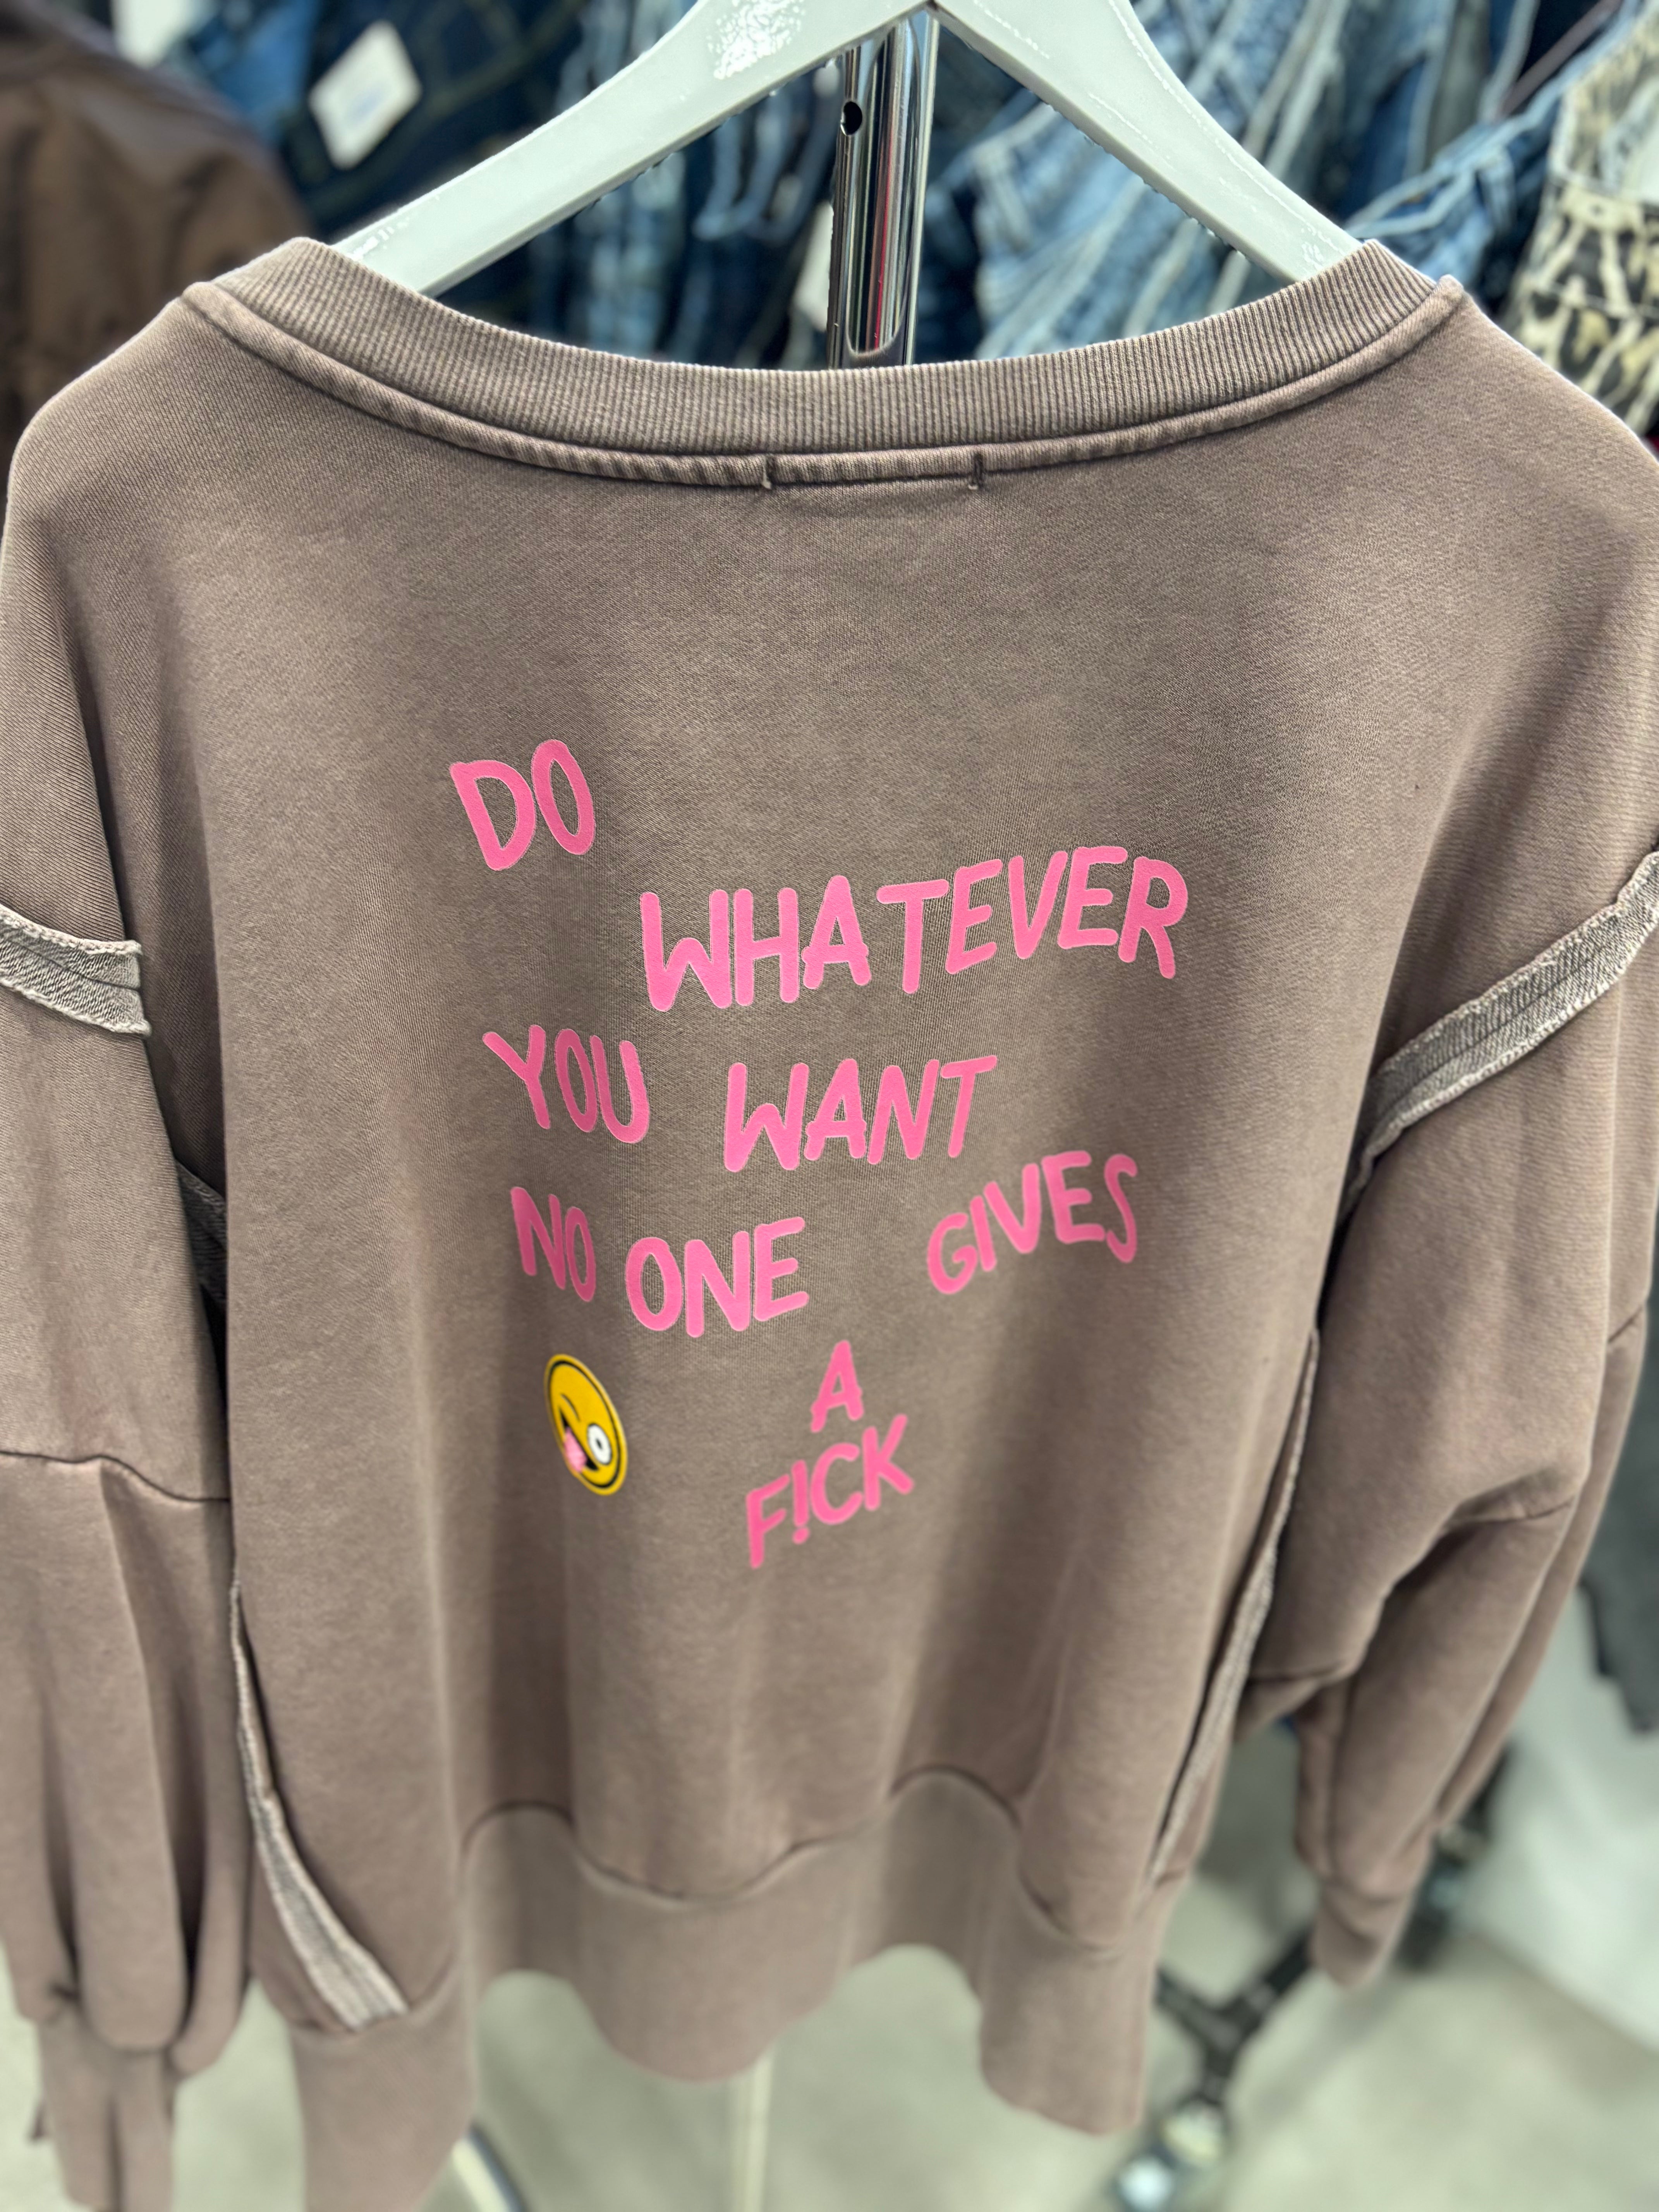 DO
WHATEVER
YOU WANT
NO ONE GIVES
A
F!CK